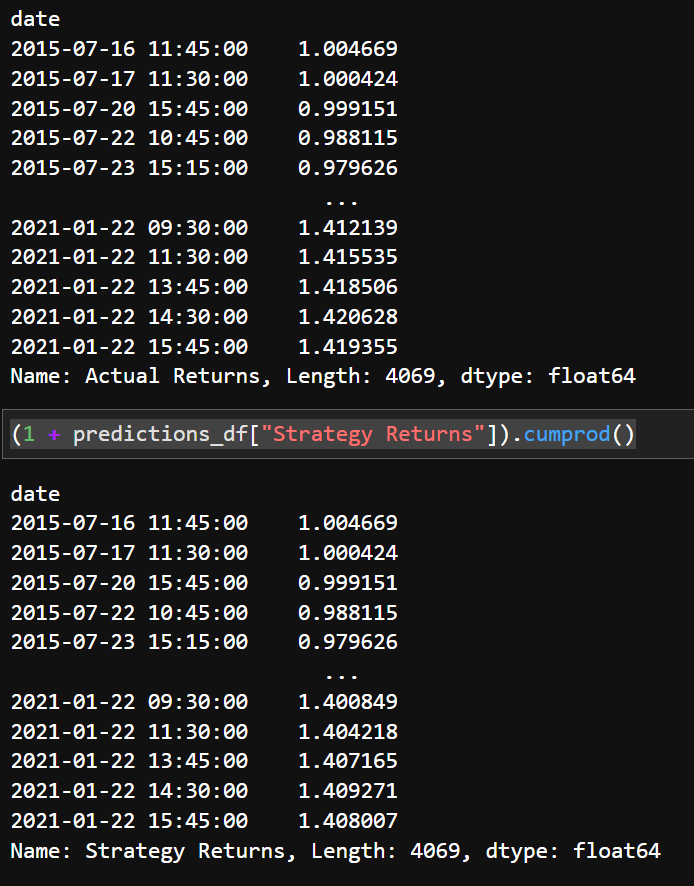 date
2015-07-16 11:45:00    1.004669
2015-07-17 11:30:00    1.000424
2015-07-20 15:45:00    0.999151
2015-07-22 10:45:00    0.988115
2015-07-23 15:15:00    0.979626
...
2021-01-22 09:30:00    1.412139
2021-01-22 11:30:00    1.415535
2021-01-22 13:45:00    1.418506
2021-01-22 14:30:00    1.420628
2021-01-22 15:45:00    1.419355
Name: Actual Returns, Length: 4069, dtype: float64
(1 + predictions_df["Strategy Returns"]).cumprod()
date
2015-07-16 11:45:00    1.004669
2015-07-17 11:30:00    1.000424
2015-07-20 15:45:00    0.999151
2015-07-22 10:45:00    0.988115
2015-07-23 15:15:00    0.979626
...
2021-01-22 09:30:00    1.400849
2021-01-22 11:30:00    1.404218
2021-01-22 13:45:00    1.407165
2021-01-22 14:30:00    1.409271
2021-01-22 15:45:00    1.408007
Name: Strategy Returns, Length: 4069, dtype: float64